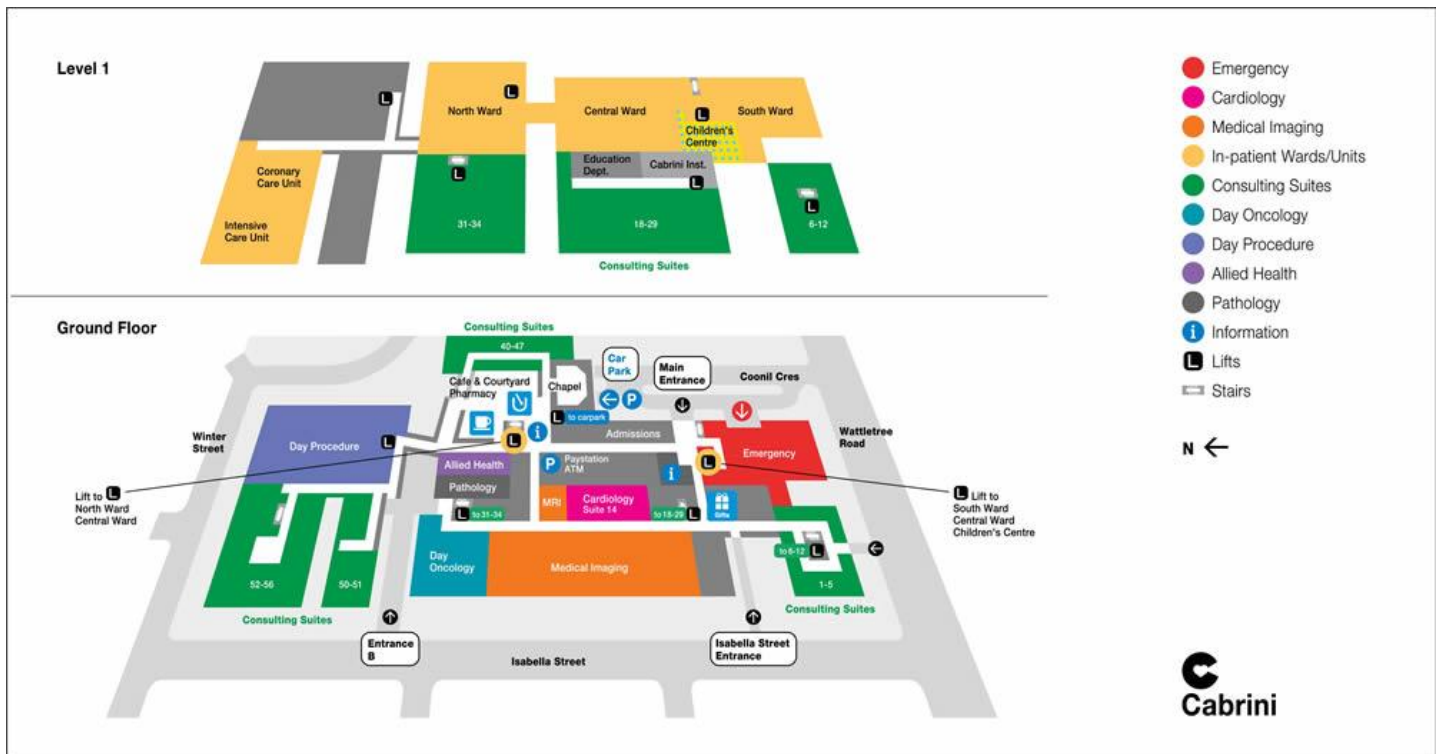 Level 1
L
L
North Ward
Central Ward
L
South Ward
Children's
Centre
Coronary
Care Unit
L
Education
Dept.
Cabrini Inst.
L
L
Intensive
Care Unit
31-34
18-29
6-12
Consulting Suites
Emergency
Cardiology
Medical Imaging
In-patient Wards/Units
Consulting Suites
Day Oncology
Day Procedure
Allied Health
Pathology
i Information
L Lifts
Stairs
N
Ground Floor
Consulting Suites
40-47
Car
Park
Main
Entrance
Coonil Cres
Cafe & Courtyard
Pharmacy
Chapel
P
L to carpark
Winter
Street
Day Procedure
L
L
i
Admissions
Wattletree
Road
Emergency
Allied Health
P
Paystation
ATM
i
L
Pathology
MRI
Cardiology
Suite 14
Gifts
Lift to L
North Ward
Central Ward
L Lift to
South Ward
Central Ward
Children's Centre
L to 31-34
to 18-29 L
to 6-12 L
Day
Oncology
Medical Imaging
52-56
50-51
1-5
Consulting Suites
Consulting Suites
Entrance
B
Isabella Street
Isabella Street
Entrance
Cabrini